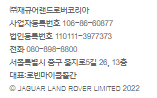 ㈜재규어랜드로버코리아
사업자등록번호 106-86-60877
법인등록번호 110111-3977373
전화 080-898-8800
서울특별시 중구 을지로5길 26, 13층
대표:로빈마이클콜간
© JAGUAR LAND ROVER LIMITED 2022